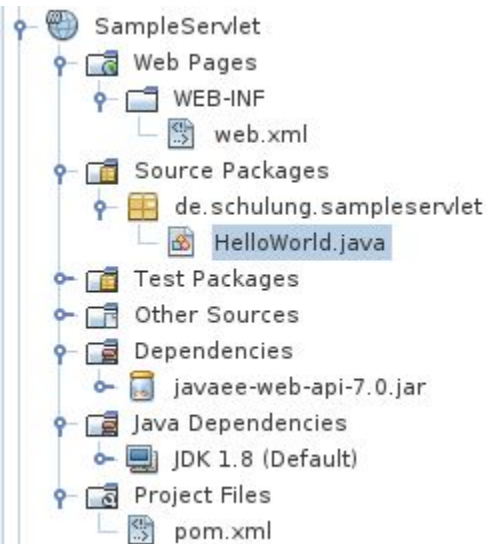 SampleServlet
Web Pages
WEB-INF
web.xml
Source Packages
de.schulung.sampleservlet
HelloWorld.java
Test Packages
Other Sources
Dependencies
javaee-web-api-7.0.jar
Java Dependencies
JDK 1.8 (Default)
Project Files
pom.xml